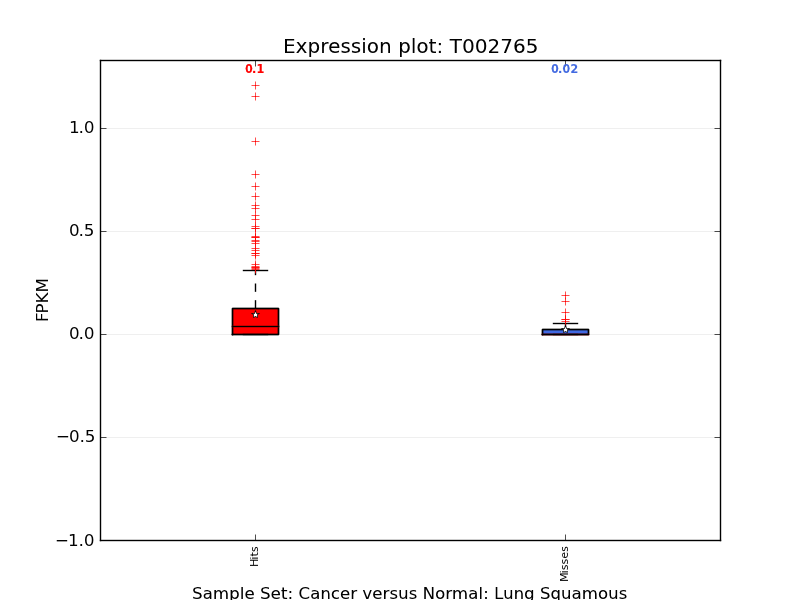 Expression plot: T002765
0.1
0.02
1.0
0.5
0.0
−0.5
−1.0
FPKM
Hits
Misses
Sample Set: Cancer versus Normal: Lung Squamous